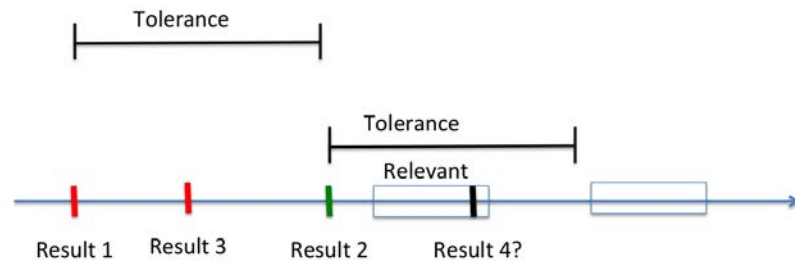 Tolerance
Tolerance
Relevant
Result 1
Result 3
Result 2
Result 4?